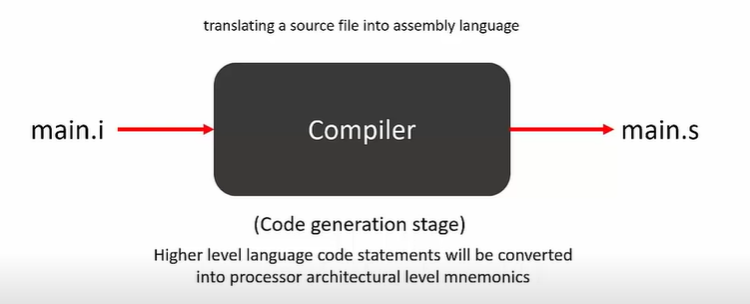 translating a source file into assembly language
main.i
Compiler
main.s
(Code generation stage)
Higher level language code statements will be converted
into processor architectural level mnemonics